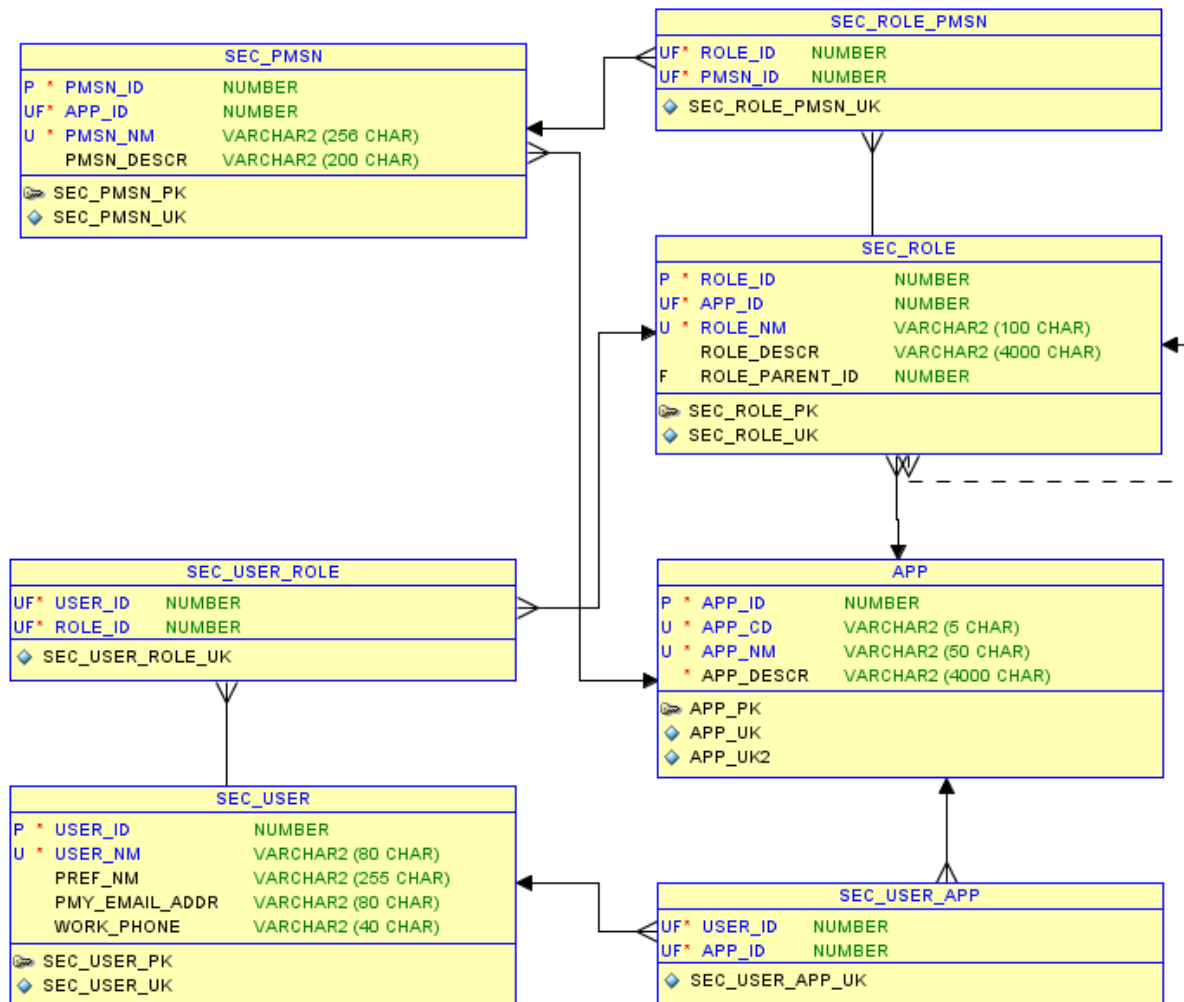 SEC_PMSN
P * PMSN_ID NUMBER
UF* APP_ID NUMBER
U * PMSN_NM VARCHAR2 (256 CHAR)
PMSN_DESCR VARCHAR2 (200 CHAR)
SEC_PMSN_PK
SEC_PMSN_UK
SEC_ROLE_PMSN
UF* ROLE_ID NUMBER
UF* PMSN_ID NUMBER
SEC_ROLE_PMSN_UK
SEC_ROLE
P * ROLE_ID NUMBER
UF* APP_ID NUMBER
U * ROLE_NM VARCHAR2 (100 CHAR)
ROLE_DESCR VARCHAR2 (4000 CHAR)
F ROLE_PARENT_ID NUMBER
SEC_ROLE_PK
SEC_ROLE_UK
SEC_USER_ROLE
UF* USER_ID NUMBER
UF* ROLE_ID NUMBER
SEC_USER_ROLE_UK
APP
P * APP_ID NUMBER
U * APP_CD VARCHAR2 (5 CHAR)
U * APP_NM VARCHAR2 (50 CHAR)
* APP_DESCR VARCHAR2 (4000 CHAR)
APP_PK
APP_UK
APP_UK2
SEC_USER
P * USER_ID NUMBER
U * USER_NM VARCHAR2 (80 CHAR)
PREF_NM VARCHAR2 (255 CHAR)
PMY_EMAIL_ADDR VARCHAR2 (80 CHAR)
WORK_PHONE VARCHAR2 (40 CHAR)
SEC_USER_PK
SEC_USER_UK
SEC_USER_APP
UF* USER_ID NUMBER
UF* APP_ID NUMBER
SEC_USER_APP_UK